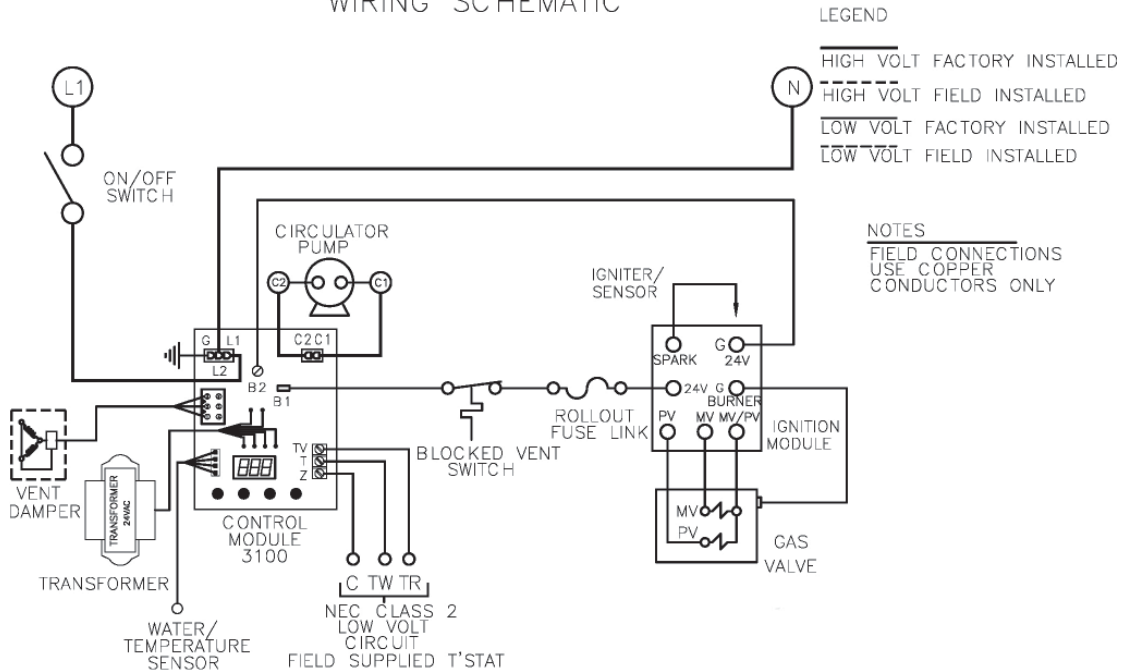 WIRING SCHEMATIC
LEGEND
HIGH VOLT FACTORY INSTALLED
HIGH VOLT FIELD INSTALLED
LOW VOLT FACTORY INSTALLED
LOW VOLT FIELD INSTALLED
NOTES
FIELD CONNECTIONS
USE COPPER
CONDUCTORS ONLY
L1
N
ON/OFF
SWITCH
CIRCULATOR
PUMP
C2
C1
G L1
L2
C2 C1
B2
B1
TV
T
Z
CONTROL
MODULE
3100
VENT
DAMPER
TRANSFORMER
24VAC
TRANSFORMER
WATER/
TEMPERATURE
SENSOR
C TW TR
NEC CLASS 2
LOW VOLT
CIRCUIT
FIELD SUPPLIED T'STAT
BLOCKED VENT
SWITCH
ROLLOUT
FUSE LINK
IGNITER/
SENSOR
SPARK
G
24V
24V G
BURNER
PV MV MV/PV
IGNITION
MODULE
MV
PV
GAS
VALVE